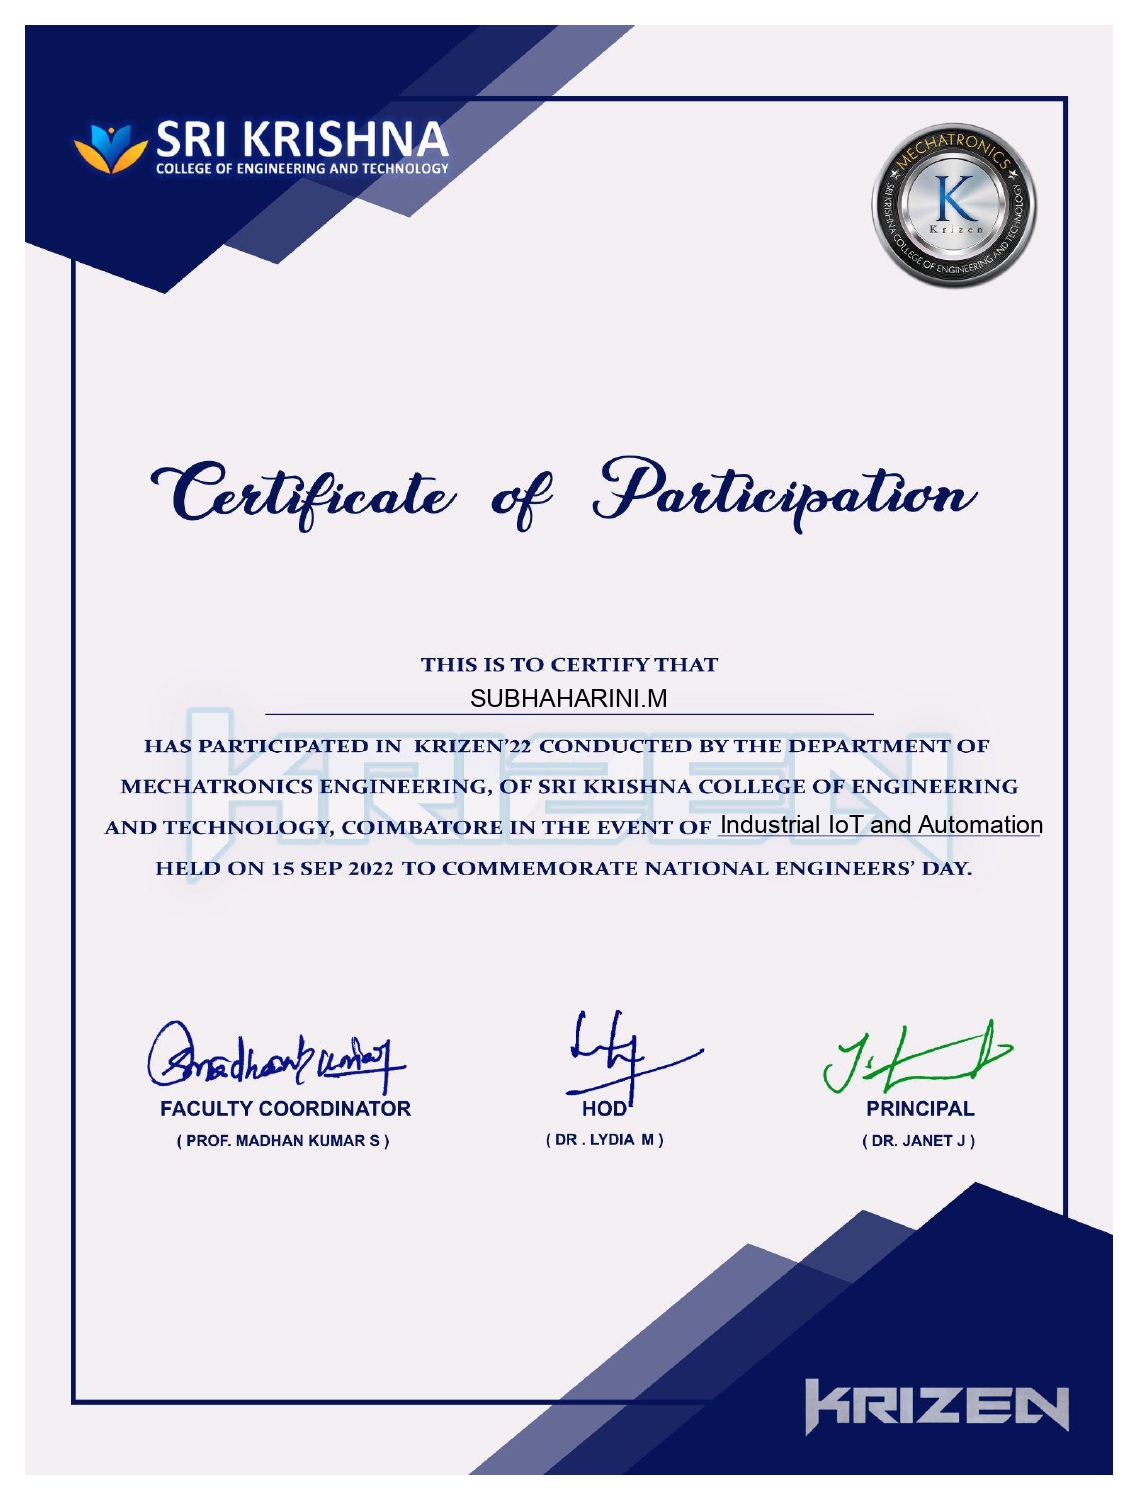 SRI KRISHNA
COLLEGE OF ENGINEERING AND TECHNOLOGY
MECHATRONICS
K
Krizen
SRI KRISHNA COLLEGE OF ENGINEERING AND TECHNOLOGY
Certificate of Participation
THIS IS TO CERTIFY THAT
SUBHAHARINI.M
HAS PARTICIPATED IN KRIZEN'22 CONDUCTED BY THE DEPARTMENT OF
MECHATRONICS ENGINEERING, OF SRI KRISHNA COLLEGE OF ENGINEERING
AND TECHNOLOGY, COIMBATORE IN THE EVENT OF Industrial IoT and Automation
HELD ON 15 SEP 2022 TO COMMEMORATE NATIONAL ENGINEERS' DAY.
KRIZEN
FACULTY COORDINATOR HOD PRINCIPAL
( PROF. MADHAN KUMAR S ) ( DR . LYDIA M ) ( DR. JANET J )
KRIZEN